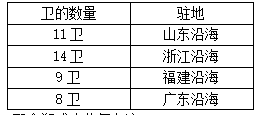 卫的数量 驻地
11卫 山东沿海
14卫 浙江沿海
9卫 福建沿海
8卫 广东沿海